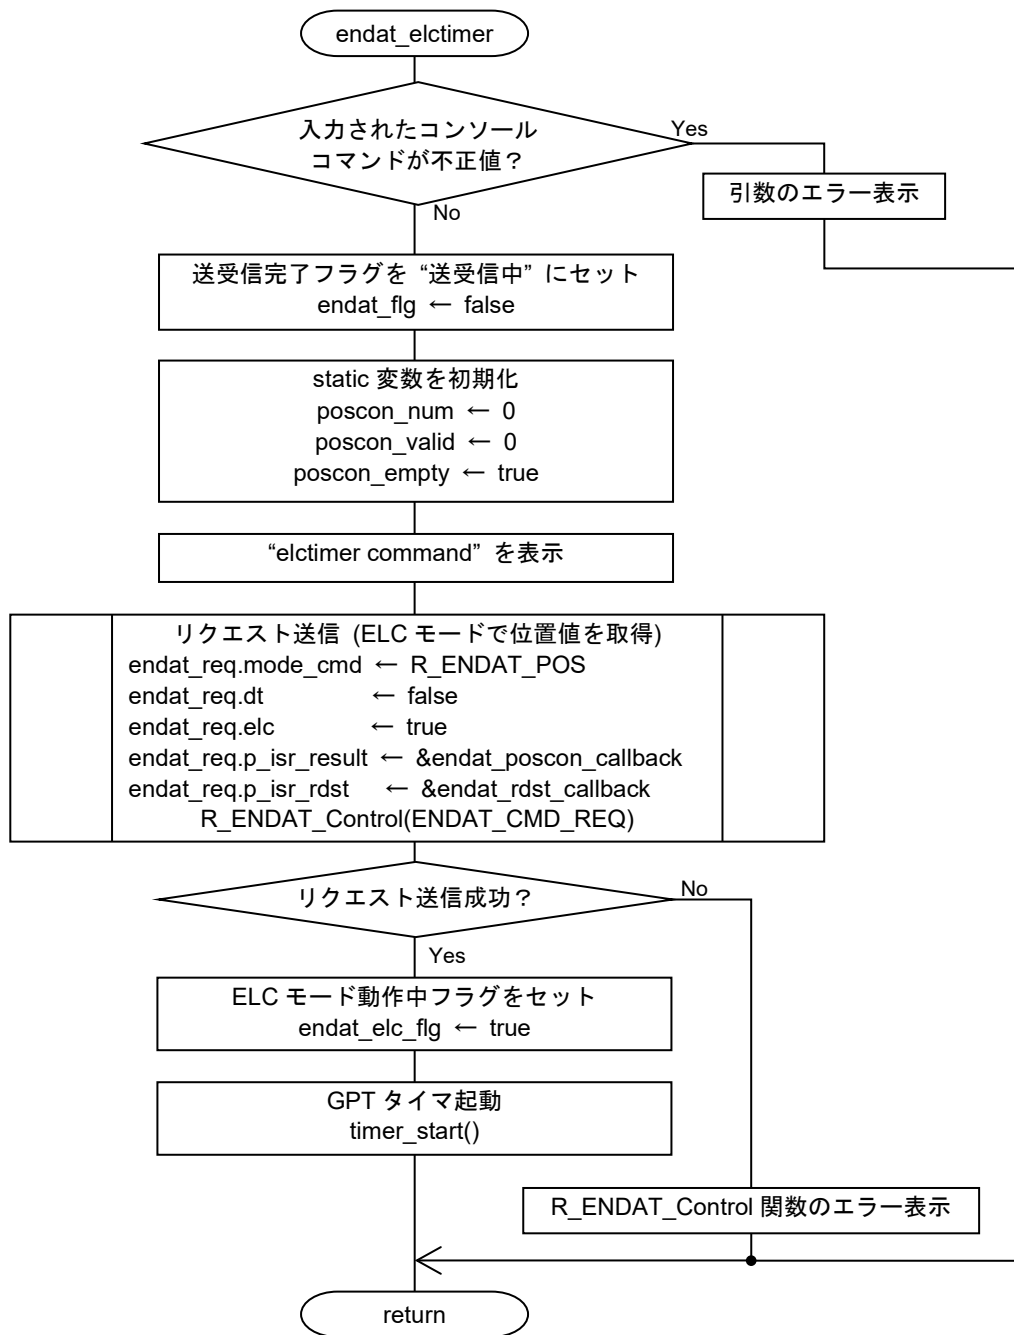 endat_elctimer
入力されたコンソール
コマンドが不正値？
Yes
引数のエラー表示
No
送受信完了フラグを “送受信中” にセット
endat_flg ← false
static 変数を初期化
poscon_num ← 0
poscon_valid ← 0
poscon_empty ← true
“elctimer command” を表示
リクエスト送信 (ELC モードで位置値を取得)
endat_req.mode_cmd ← R_ENDAT_POS
endat_req.dt ← false
endat_req.elc ← true
endat_req.p_isr_result ← &endat_poscon_callback
endat_req.p_isr_rdst ← &endat_rdst_callback
R_ENDAT_Control(ENDAT_CMD_REQ)
リクエスト送信成功？
No
Yes
ELC モード動作中フラグをセット
endat_elc_flg ← true
GPT タイマ起動
timer_start()
R_ENDAT_Control 関数のエラー表示
return